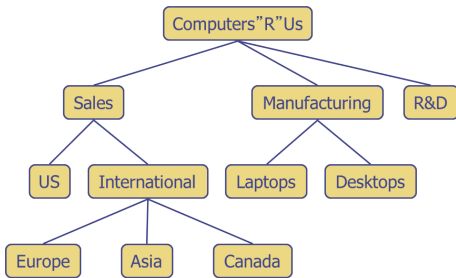 Computers”R”Us
Sales
Manufacturing
R&D
US
International
Laptops
Desktops
Europe
Asia
Canada